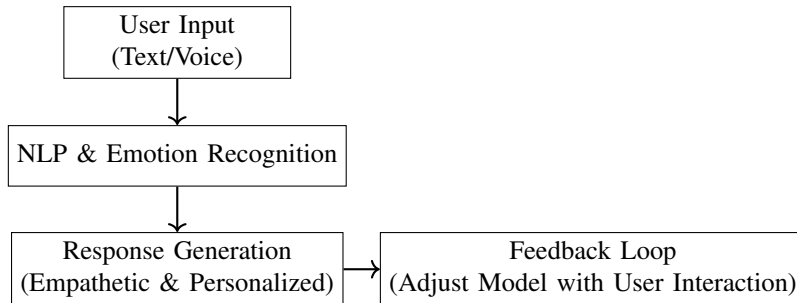 User Input
(Text/Voice)
NLP & Emotion Recognition
Response Generation
(Empathetic & Personalized)
Feedback Loop
(Adjust Model with User Interaction)